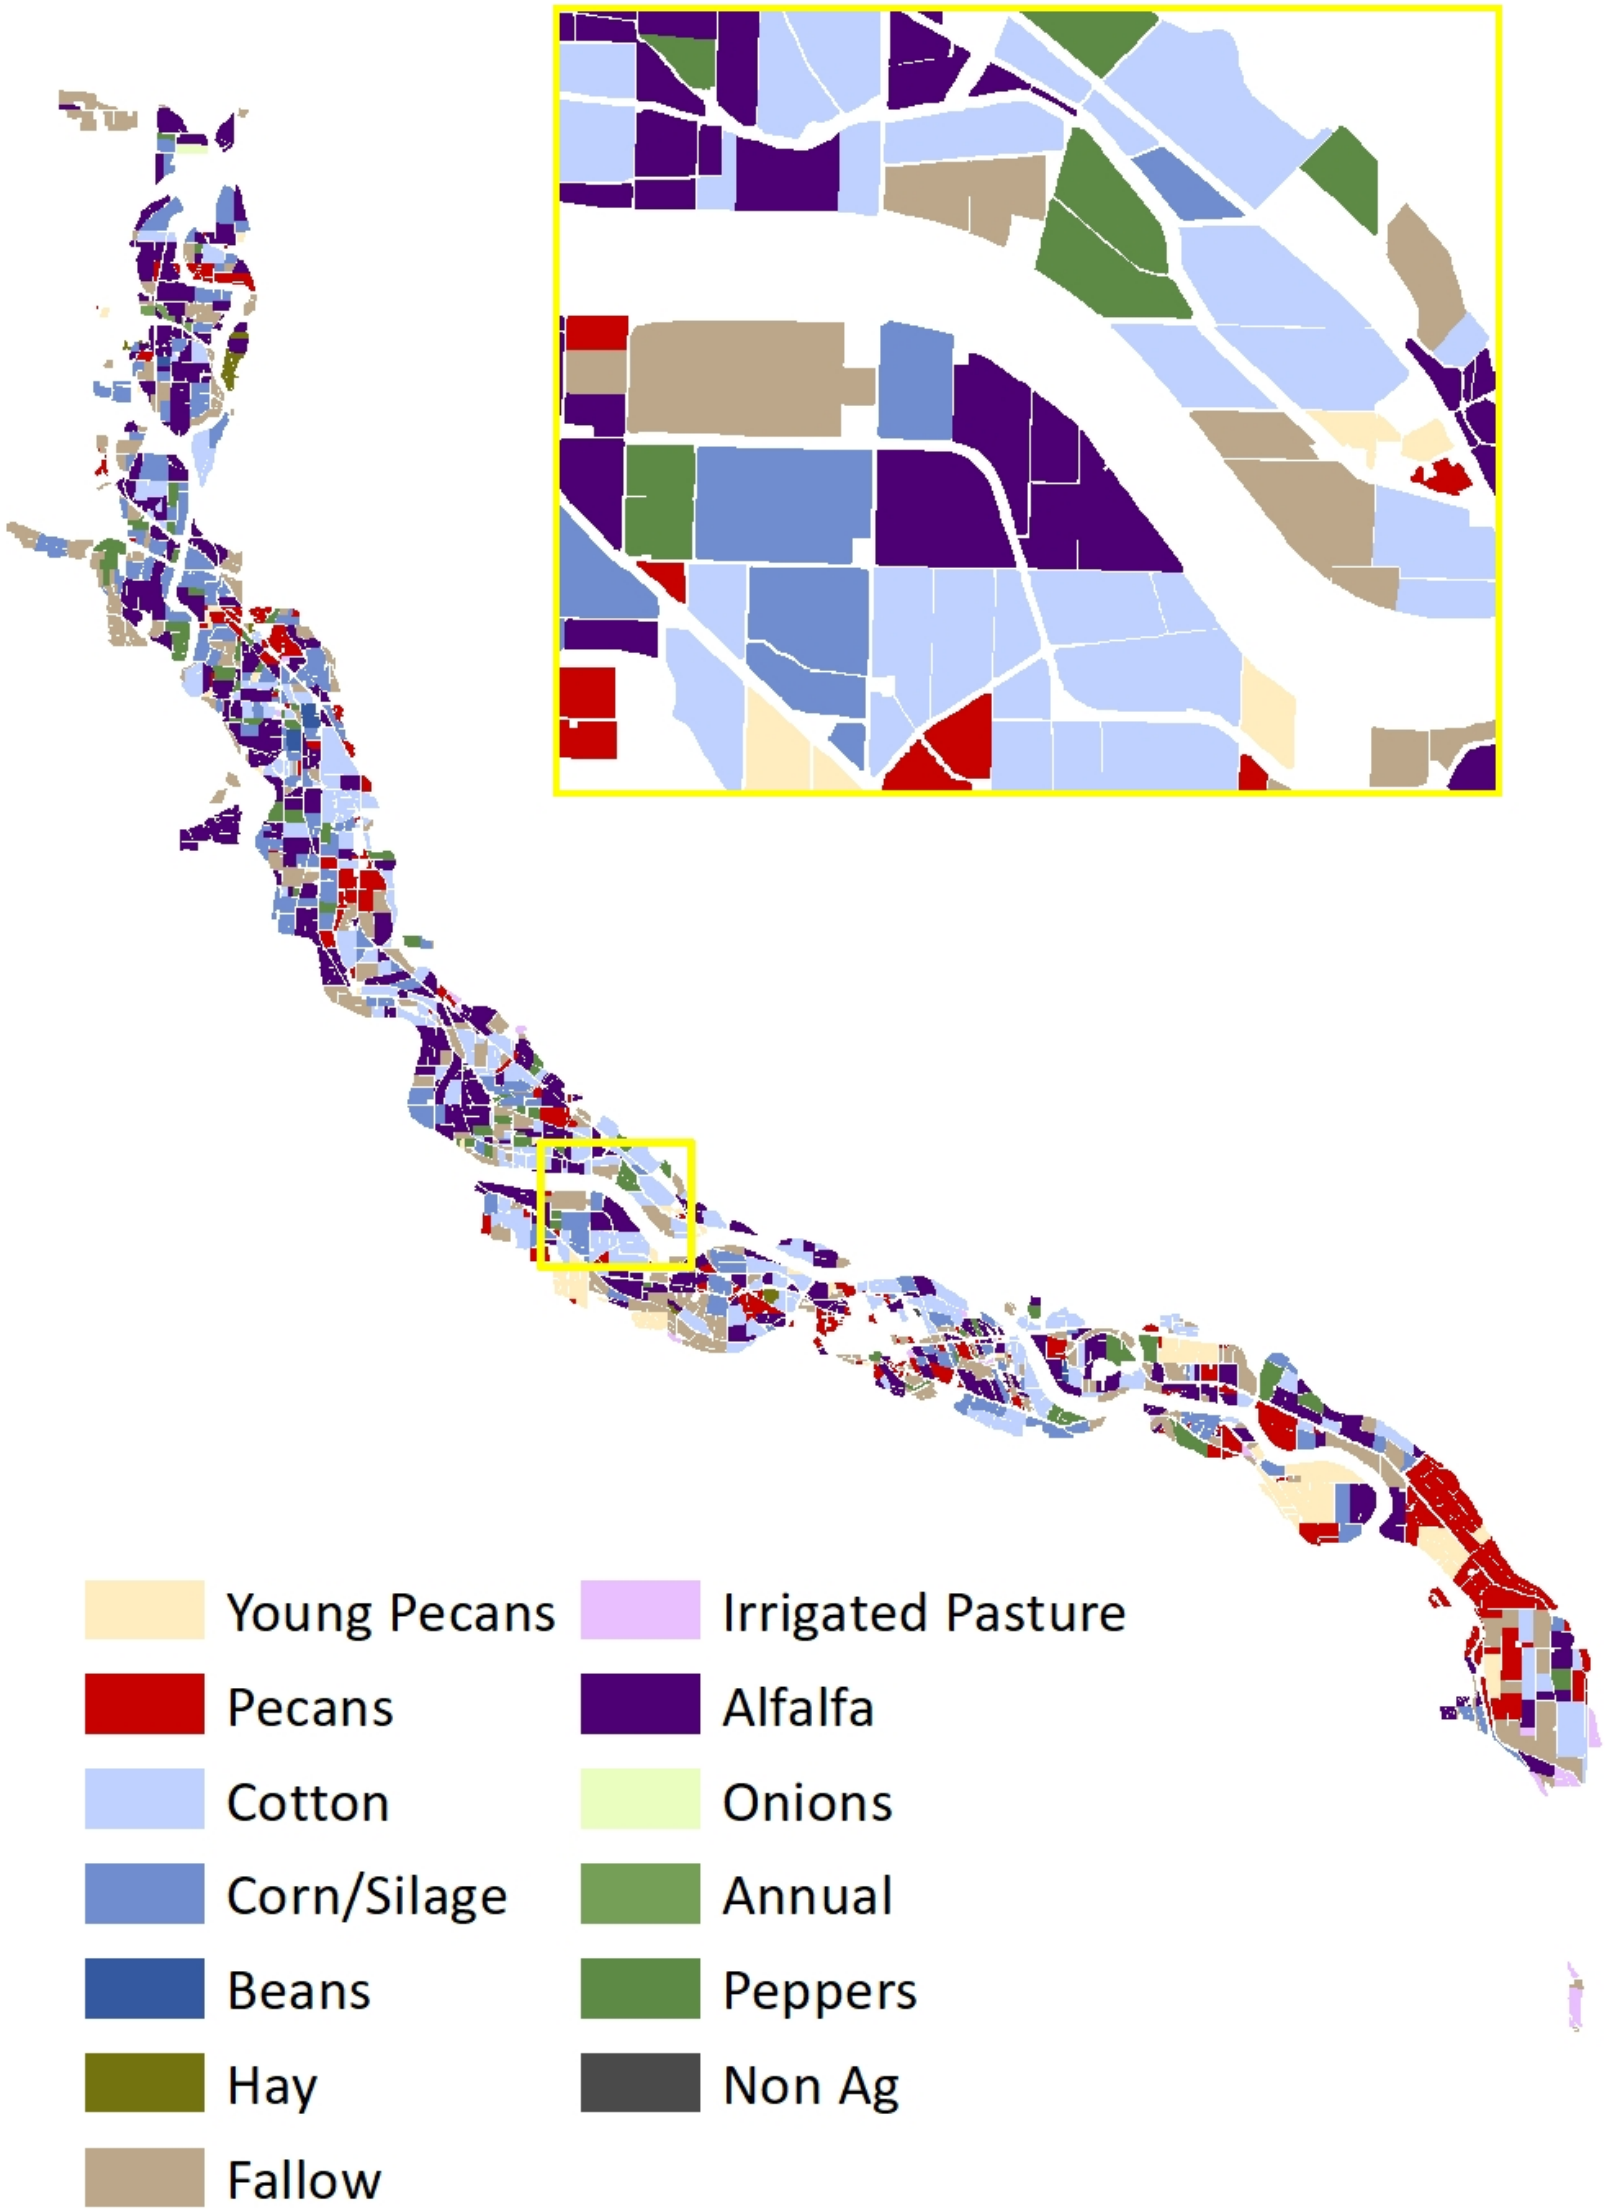 Young Pecans
Pecans
Cotton
Corn/Silage
Beans
Hay
Fallow
Irrigated Pasture
Alfalfa
Onions
Annual
Peppers
Non Ag